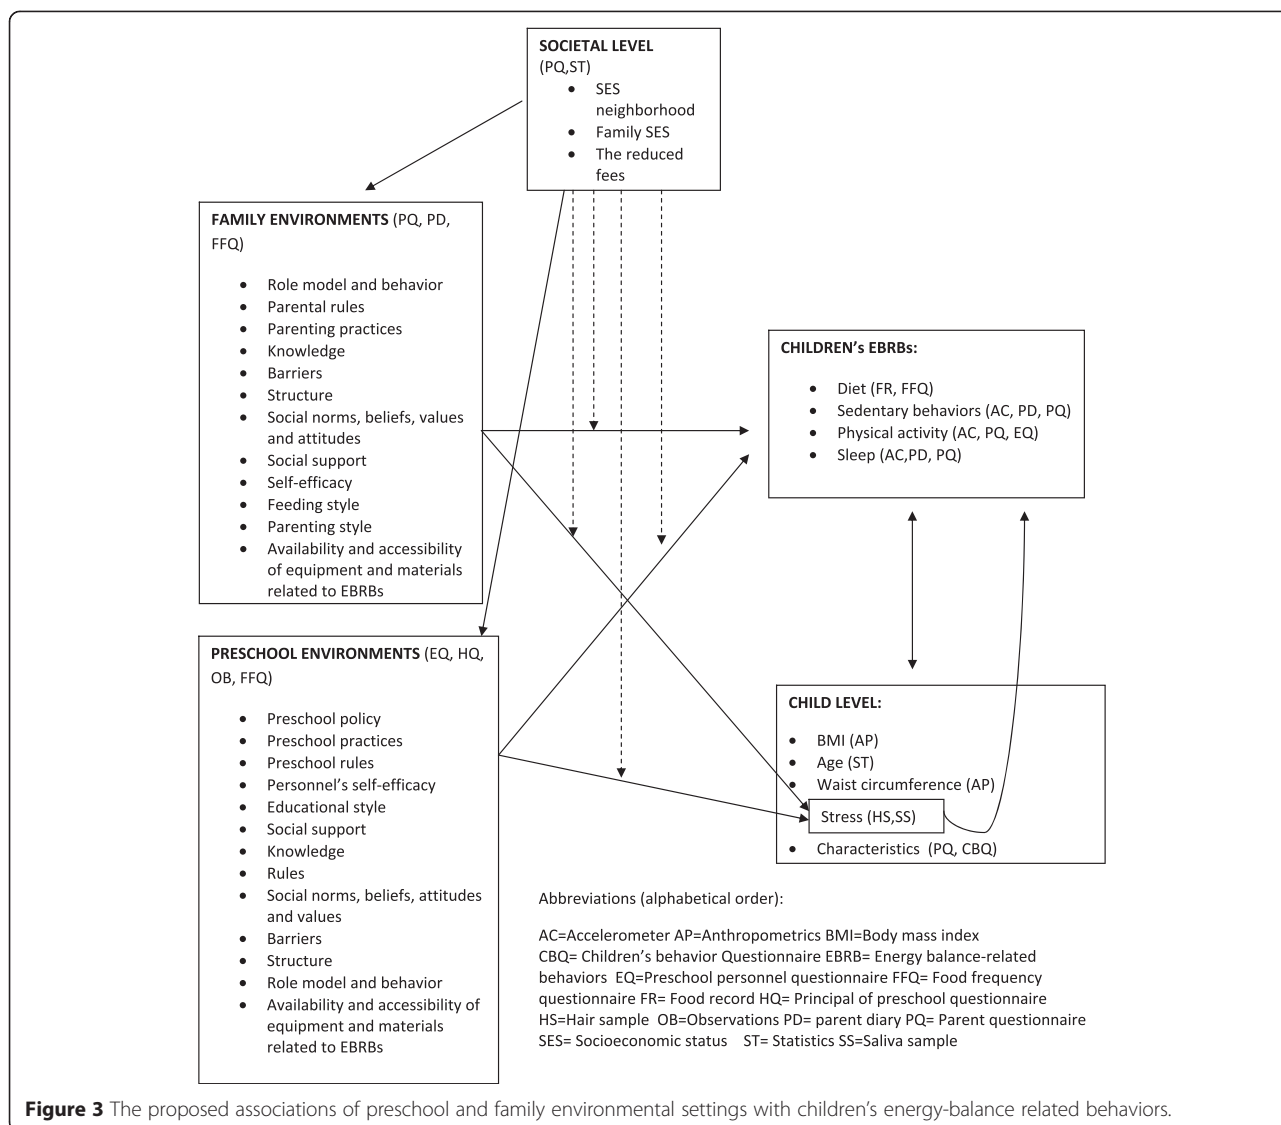 SOCIETAL LEVEL
(PQ,ST)
● SES
neighborhood
● Family SES
● The reduced
fees
FAMILY ENVIRONMENTS (PQ, PD,
FFQ)
● Role model and behavior
● Parental rules
● Parenting practices
● Knowledge
● Barriers
● Structure
● Social norms, beliefs, values
and attitudes
● Social support
● Self-efficacy
● Feeding style
● Parenting style
● Availability and accessibility
of equipment and materials
related to EBRBs
CHILDREN's EBRBs:
● Diet (FR, FFQ)
● Sedentary behaviors (AC, PD, PQ)
● Physical activity (AC, PQ, EQ)
● Sleep (AC,PD, PQ)
PRESCHOOL ENVIRONMENTS (EQ, HQ,
OB, FFQ)
● Preschool policy
● Preschool practices
● Preschool rules
● Personnel's self-efficacy
● Educational style
● Social support
● Knowledge
● Rules
● Social norms, beliefs, attitudes
and values
● Barriers
● Structure
● Role model and behavior
● Availability and accessibility of
equipment and materials
related to EBRBs
CHILD LEVEL:
● BMI (AP)
● Age (ST)
● Waist circumference (AP)
Stress (HS,SS)
● Characteristics (PQ, CBQ)
Abbreviations (alphabetical order):
AC=Accelerometer AP=Anthropometrics BMI=Body mass index
CBQ= Children's behavior Questionnaire EBRB= Energy balance-related
behaviors EQ=Preschool personnel questionnaire FFQ= Food frequency
questionnaire FR= Food record HQ= Principal of preschool questionnaire
HS=Hair sample OB=Observations PD= parent diary PQ= Parent questionnaire
SES= Socioeconomic status ST= Statistics SS=Saliva sample
Figure 3 The proposed associations of preschool and family environmental settings with children's energy-balance related behaviors.